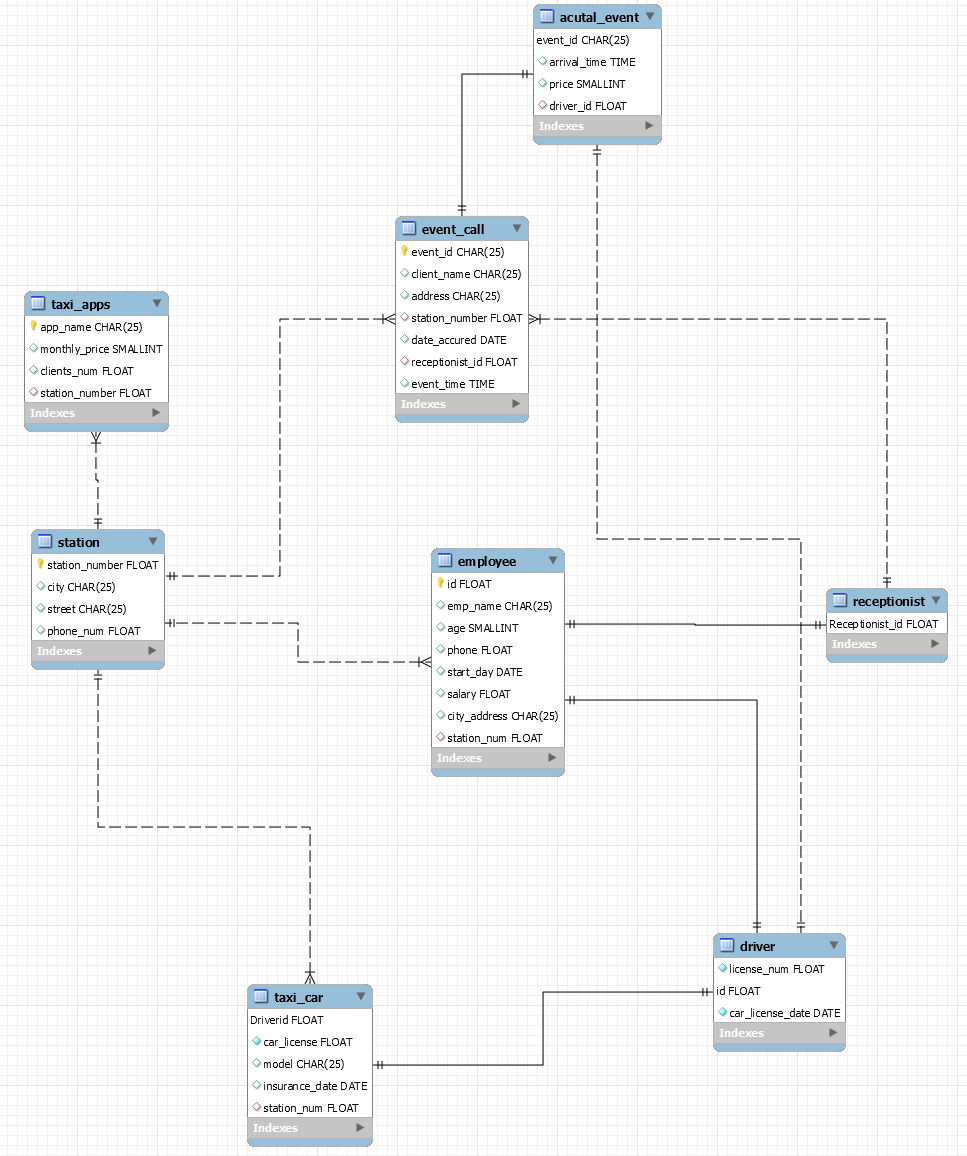 acutal_event
event_id CHAR(25)
arrival_time TIME
price SMALLINT
driver_id FLOAT
Indexes
event_call
event_id CHAR(25)
client_name CHAR(25)
address CHAR(25)
station_number FLOAT
date_accured DATE
receptionist_id FLOAT
event_time TIME
Indexes
taxi_apps
app_name CHAR(25)
monthly_price SMALLINT
clients_num FLOAT
station_number FLOAT
Indexes
station
station_number FLOAT
city CHAR(25)
street CHAR(25)
phone_num FLOAT
Indexes
employee
id FLOAT
emp_name CHAR(25)
age SMALLINT
phone FLOAT
start_day DATE
salary FLOAT
city_address CHAR(25)
station_num FLOAT
Indexes
receptionist
Receptionist_id FLOAT
Indexes
driver
license_num FLOAT
id FLOAT
car_license_date DATE
Indexes
taxi_car
Driverid FLOAT
car_license FLOAT
model CHAR(25)
insurance_date DATE
station_num FLOAT
Indexes